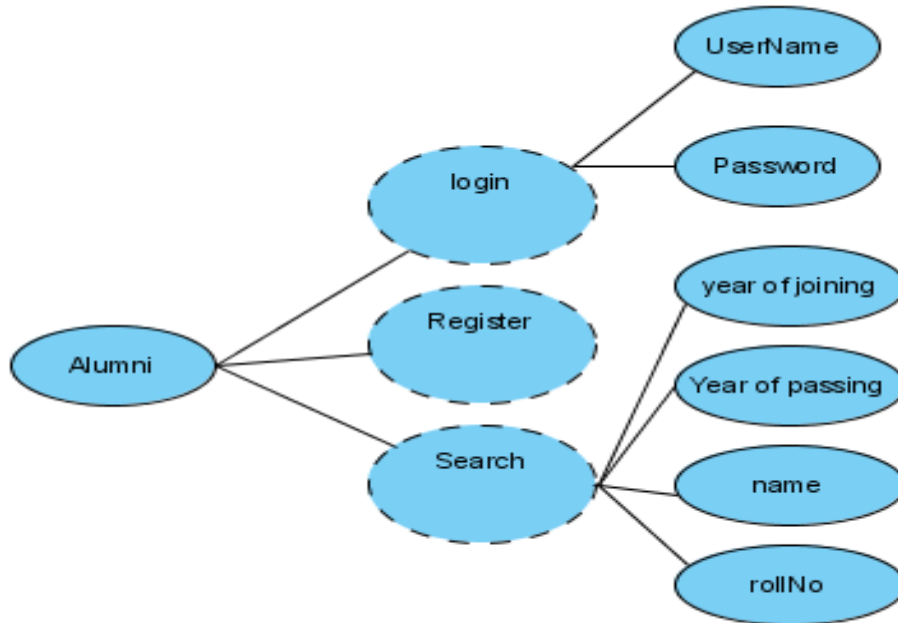 UserName
Password
login
year of joining
Register
Alumni
Year of passing
Search
name
rollNo